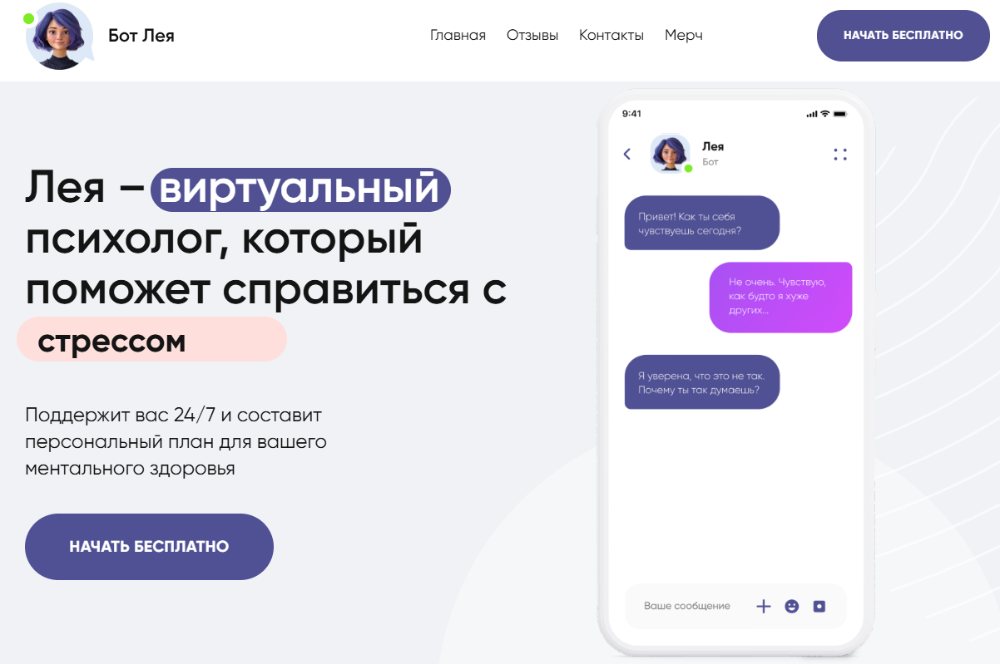 Бот Лея
Главная Отзывы Контакты Мерч
НАЧАТЬ БЕСПЛАТНО
Лея – виртуальный
психолог, который
поможет справиться с
стрессом
Поддержит вас 24/7 и составит
персональный план для вашего
ментального здоровья
НАЧАТЬ БЕСПЛАТНО
9:41
Лея
Бот
Привет! Как ты себя
чувствуешь сегодня?
Не очень. Чувствую,
как будто я хуже
других...
Я уверена, что это не так.
Почему ты так думаешь?
Ваше сообщение